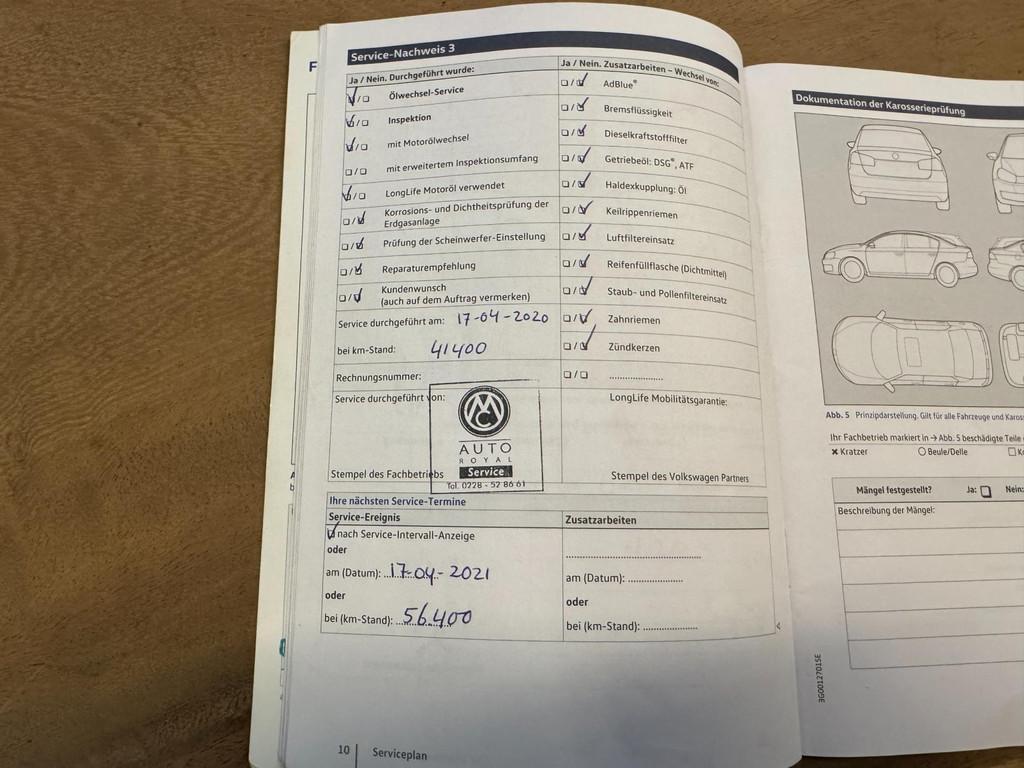 Service-Nachweis 3
Ja / Nein. Durchgeführt wurde:
Ölwechsel-Service
Inspektion
mit Motorölwechsel
mit erweitertem Inspektionsumfang
LongLife Motoröl verwendet
Korrosions- und Dichtheitsprüfung der
Erdgasanlage
Prüfung der Scheinwerfer-Einstellung
Reparaturempfehlung
Kundenwunsch
(auch auf dem Auftrag vermerken)
Service durchgeführt am: 17-04-2020
bei km-Stand: 41400
Rechnungsnummer:
Service durchgeführt von:
AUTO
ROYAL
Service
Tel. 0228 - 52 86 61
Stempel des Fachbetriebs
Ja / Nein. Zusatzarbeiten – Wechsel von:
AdBlue®
Bremsflüssigkeit
Dieselkraftstofffilter
Getriebeöl: DSG®, ATF
Haldexkupplung: Öl
Keilrippenriemen
Luftfiltereinsatz
Reifenfüllflasche (Dichtmittel)
Staub- und Pollenfiltereinsatz
Zahnriemen
Zündkerzen
LongLife Mobilitätsgarantie:
Stempel des Volkswagen Partners
Ihre nächsten Service-Termine
Service-Ereignis
nach Service-Intervall-Anzeige
oder
am (Datum): 17-04-2021
oder
bei (km-Stand): 56.400
Zusatzarbeiten
am (Datum):
oder
bei (km-Stand):
10 | Serviceplan
Dokumentation der Karosserieprüfung
Abb. 5 Prinzipdarstellung. Gilt für alle Fahrzeuge und
Ihr Fachbetrieb markiert in → Abb. 5 beschädigte Teile
Kratzer
Beule/Delle
Mängel festgestellt? Ja: Nein:
Beschreibung der Mängel:
3G0012701SE